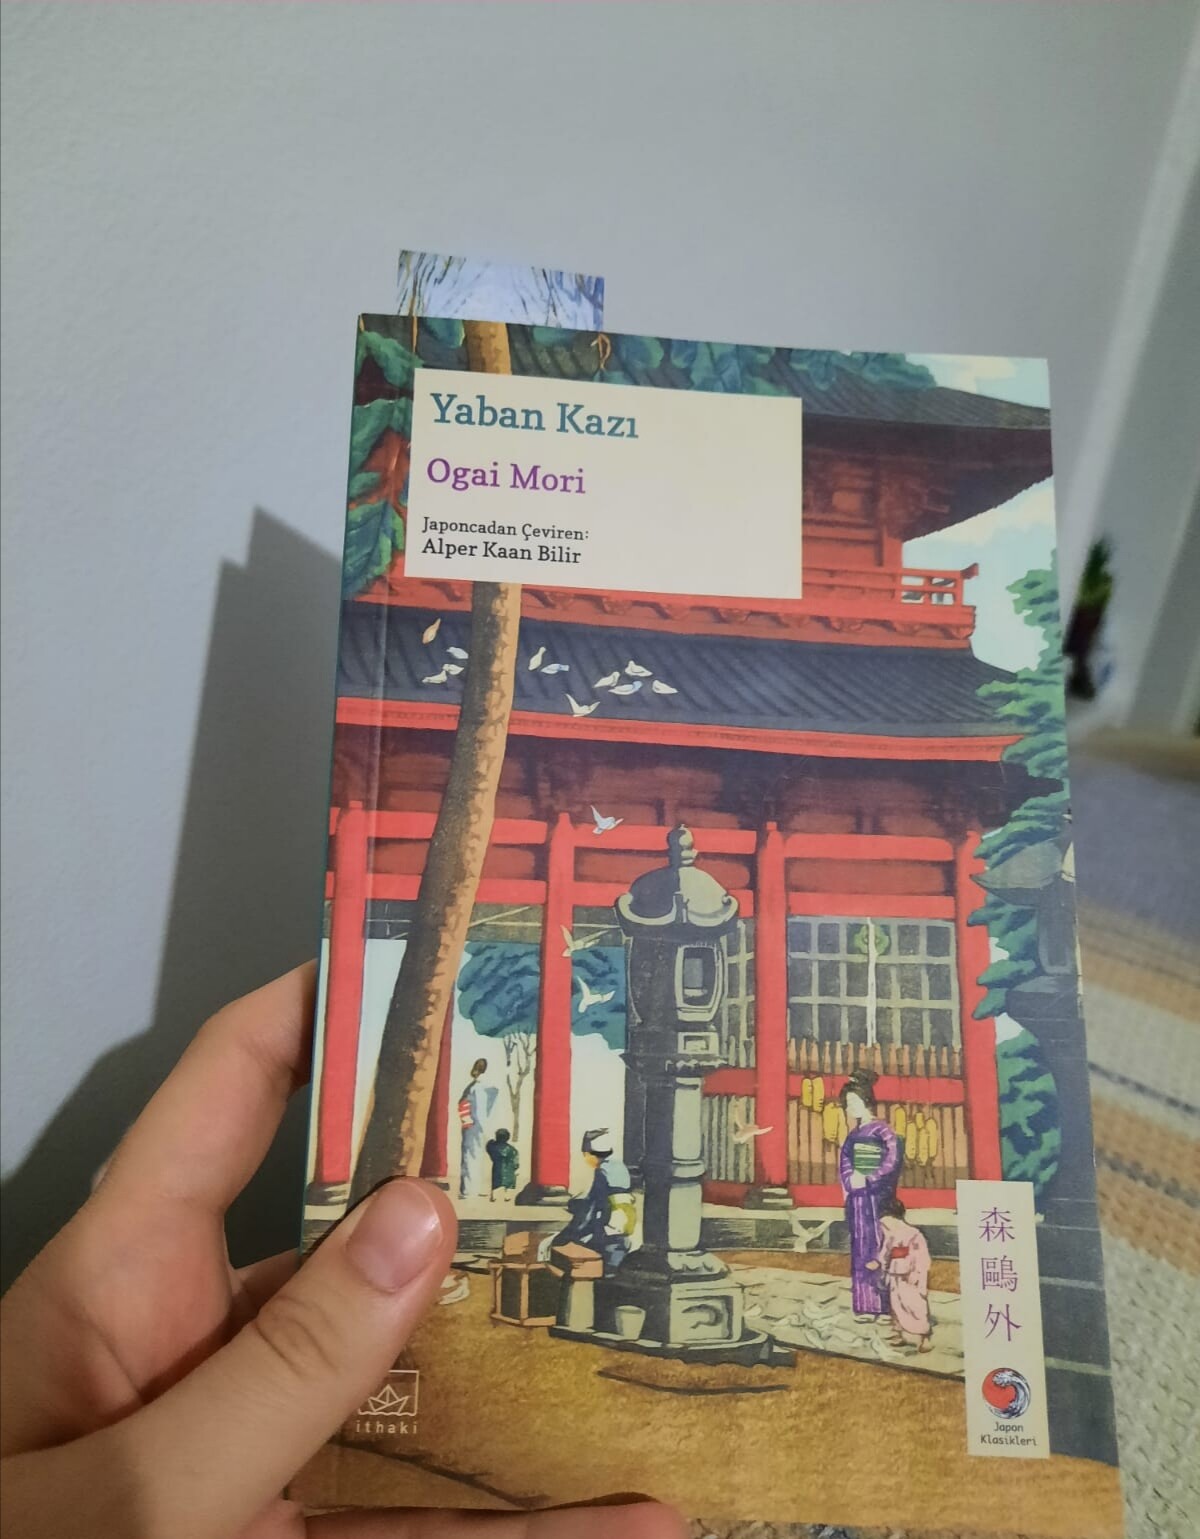 Yaban Kazı
Ogai Mori
Japoncadan Çeviren:
Alper Kaan Bilir
森
鷗
外
Japon
Klasikleri
ithaki